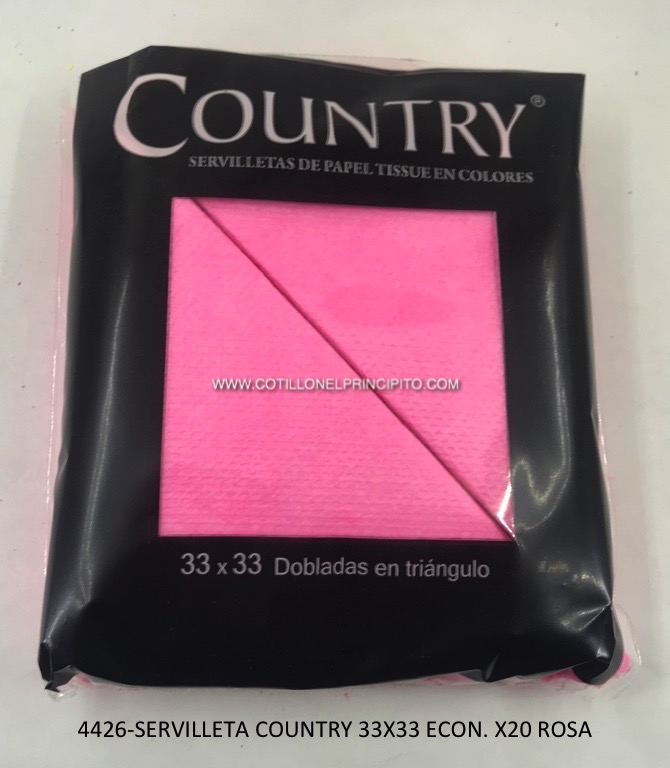 COUNTRY®
SERVILLETAS DE PAPEL TISSUE EN COLORES
WWW.COTILLONELPRINCIPITO.COM
33 x 33 Dobladas en triángulo
4426-SERVILLETA COUNTRY 33X33 ECON. X20 ROSA